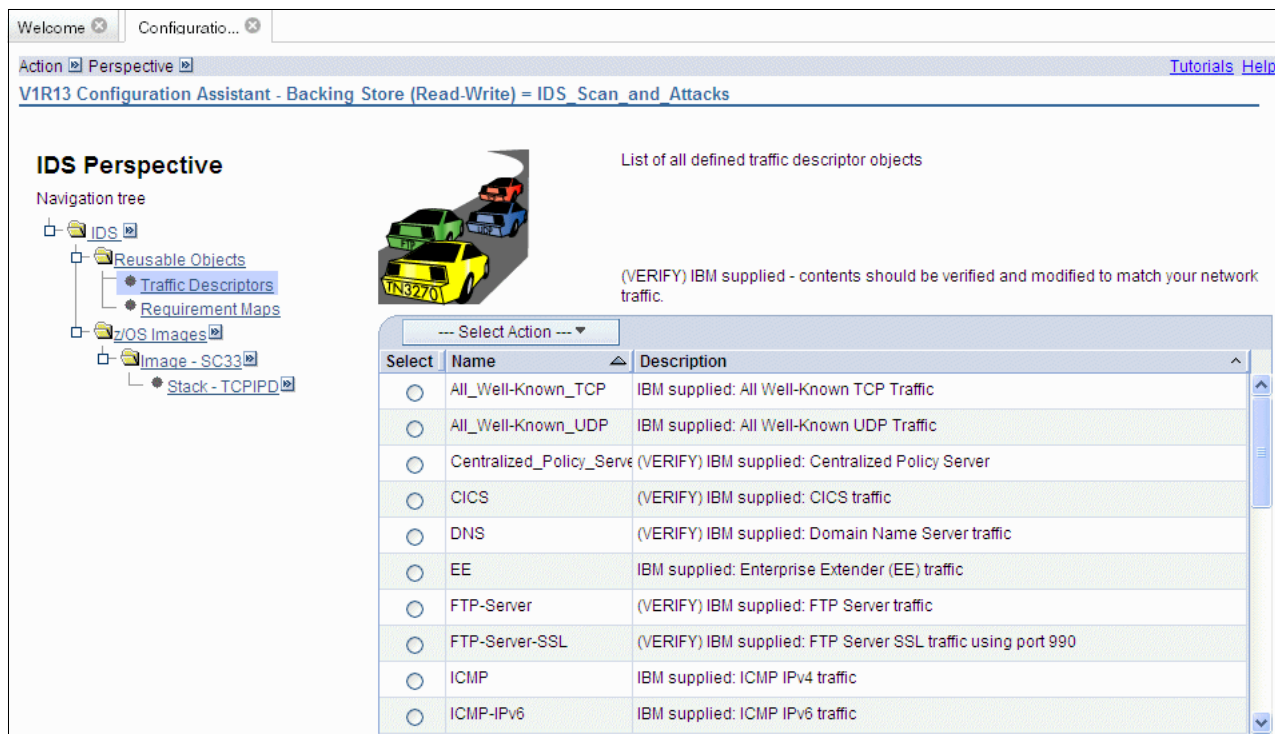 Welcome
Configuratio...
Action Perspective
Tutorials Help
V1R13 Configuration Assistant - Backing Store (Read-Write) = IDS_Scan_and_Attacks
IDS Perspective
Navigation tree
IDS
Reusable Objects
Traffic Descriptors
Requirement Maps
z/OS Images
Image - SC33
Stack - TCPIPD
FTP
UDP
TN3270
List of all defined traffic descriptor objects
(VERIFY) IBM supplied - contents should be verified and modified to match your network
traffic.
--- Select Action ---
Select Name Description
All_Well-Known_TCP IBM supplied: All Well-Known TCP Traffic
All_Well-Known_UDP IBM supplied: All Well-Known UDP Traffic
Centralized_Policy_Serve (VERIFY) IBM supplied: Centralized Policy Server
CICS (VERIFY) IBM supplied: CICS traffic
DNS (VERIFY) IBM supplied: Domain Name Server traffic
EE IBM supplied: Enterprise Extender (EE) traffic
FTP-Server (VERIFY) IBM supplied: FTP Server traffic
FTP-Server-SSL (VERIFY) IBM supplied: FTP Server SSL traffic using port 990
ICMP IBM supplied: ICMP IPv4 traffic
ICMP-IPv6 IBM supplied: ICMP IPv6 traffic